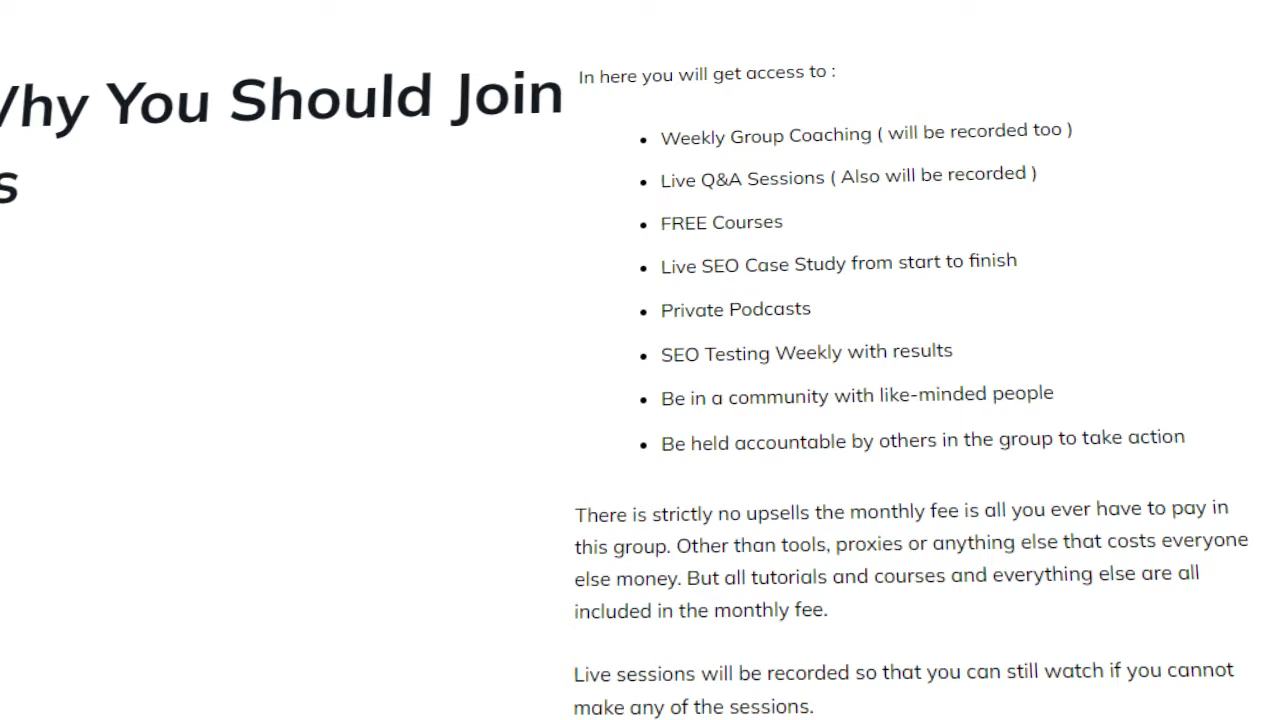 Why You Should Join
s
In here you will get access to :
• Weekly Group Coaching ( will be recorded too )
• Live Q&A Sessions ( Also will be recorded )
• FREE Courses
• Live SEO Case Study from start to finish
• Private Podcasts
• SEO Testing Weekly with results
• Be in a community with like-minded people
• Be held accountable by others in the group to take action
There is strictly no upsells the monthly fee is all you ever have to pay in
this group. Other than tools, proxies or anything else that costs everyone
else money. But all tutorials and courses and everything else are all
included in the monthly fee.
Live sessions will be recorded so that you can still watch if you cannot
make any of the sessions.